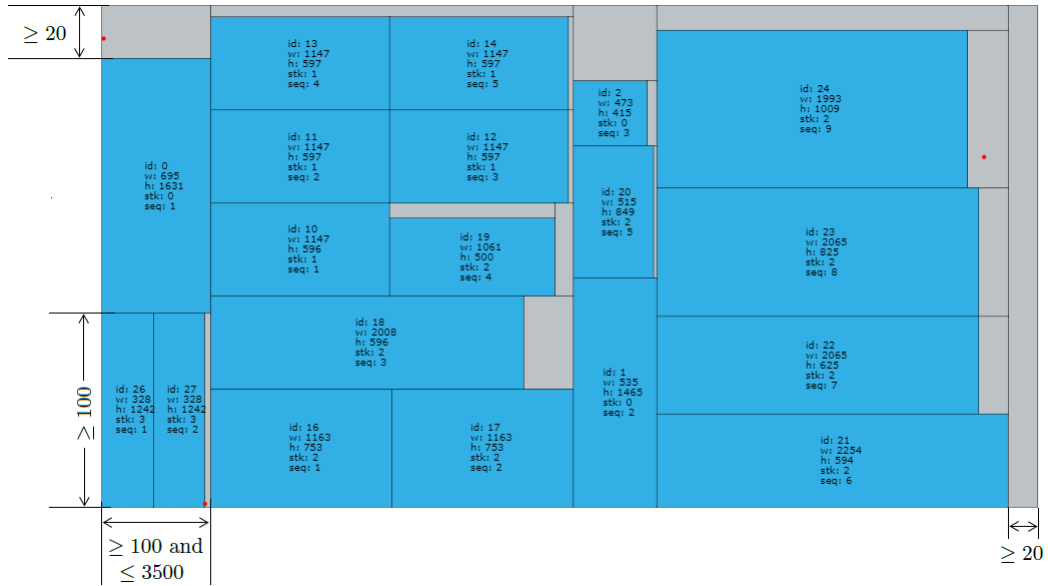 ≥ 20
id: 0
w: 695
h: 1631
stk: 0
seq: 1
id: 26
w: 328
h: 1242
stk: 3
seq: 1
id: 27
w: 328
h: 1242
stk: 3
seq: 2
≥ 100
≥ 100 and
≤ 3500
id: 13
w: 1147
h: 597
stk: 1
seq: 4
id: 14
w: 1147
h: 597
stk: 1
seq: 5
id: 11
w: 1147
h: 597
stk: 1
seq: 2
id: 12
w: 1147
h: 597
stk: 1
seq: 3
id: 10
w: 1147
h: 596
stk: 1
seq: 1
id: 19
w: 1061
h: 500
stk: 2
seq: 4
id: 18
w: 2008
h: 596
stk: 2
seq: 3
id: 16
w: 1163
h: 753
stk: 2
seq: 1
id: 17
w: 1163
h: 753
stk: 2
seq: 2
id: 2
w: 473
h: 415
stk: 0
seq: 3
id: 20
w: 515
h: 849
stk: 2
seq: 5
id: 1
w: 535
h: 1465
stk: 0
seq: 2
id: 24
w: 1993
h: 1009
stk: 2
seq: 9
id: 23
w: 2065
h: 825
stk: 2
seq: 8
id: 22
w: 2065
h: 625
stk: 2
seq: 7
id: 21
w: 2254
h: 594
stk: 2
seq: 6
≥ 20